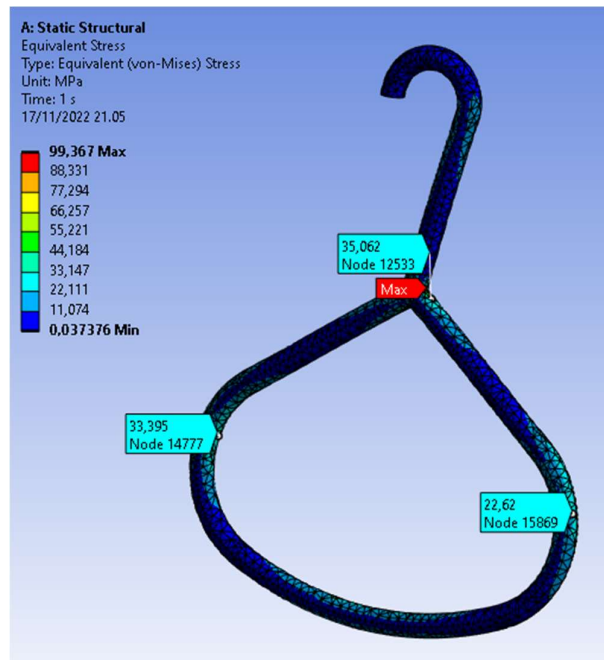 A: Static Structural
Equivalent Stress
Type: Equivalent (von-Mises) Stress
Unit: MPa
Time: 1 s
17/11/2022 21.05
99,367 Max
88,331
77,294
66,257
55,221
44,184
33,147
22,111
11,074
0,037376 Min
35,062
Node 12533
Max
33,395
Node 14777
22,62
Node 15869